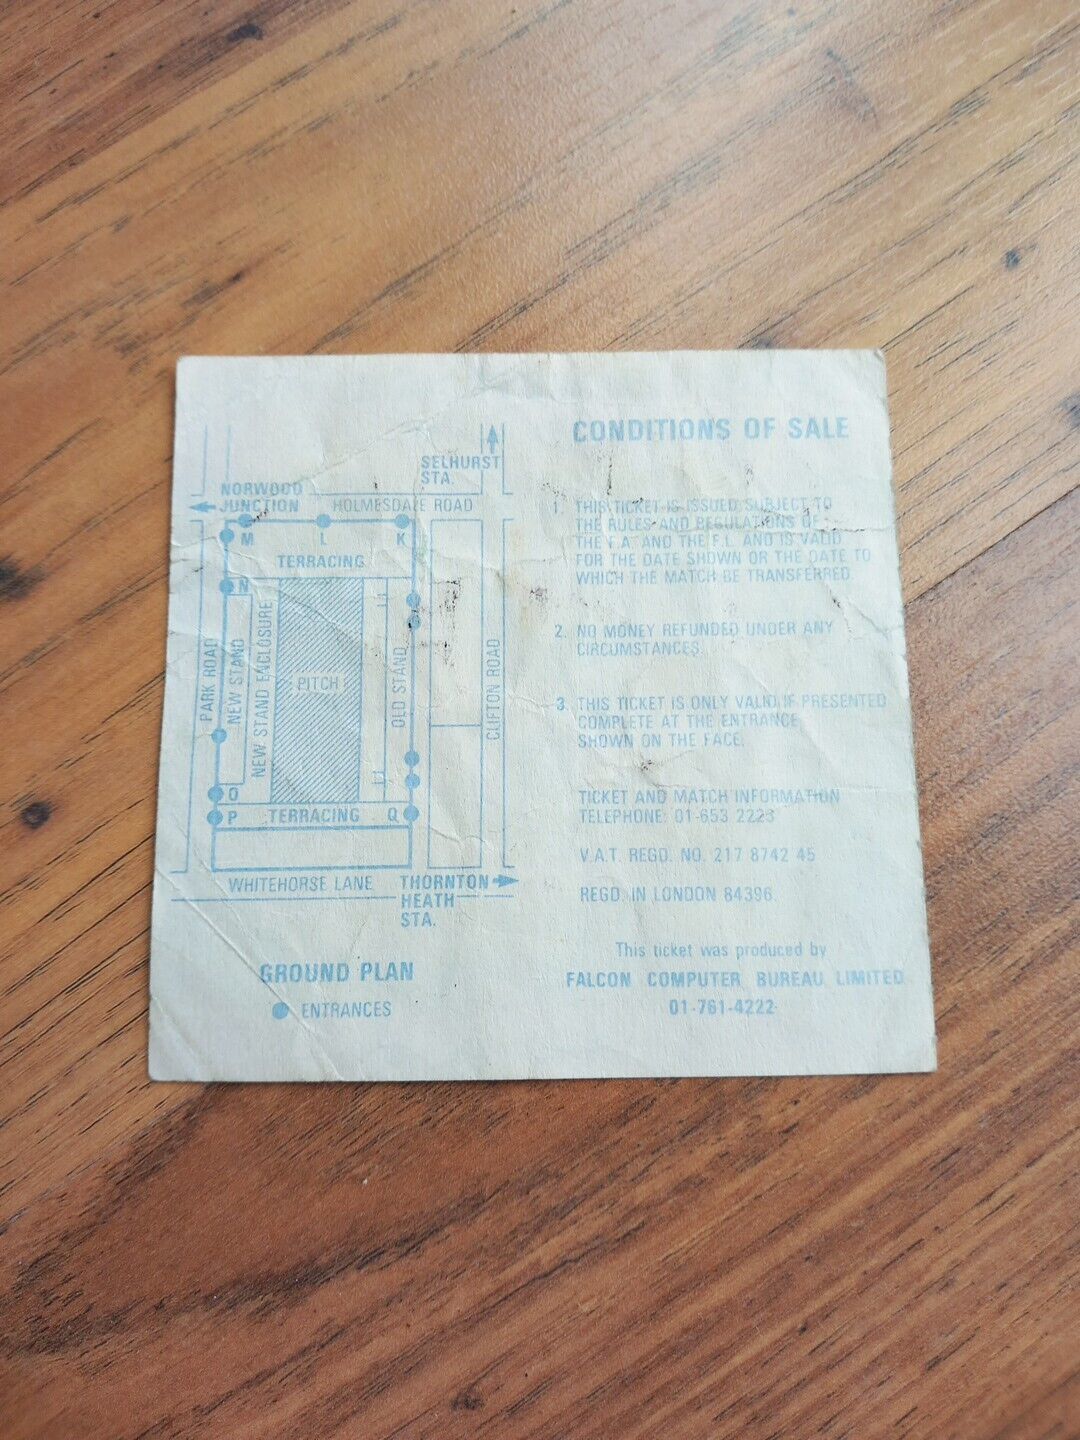 SELHURST
STA.
NORWOOD
JUNCTION
HOLMESDALE ROAD
M L K
TERRACING
N
PARK ROAD
NEW STAND
NEW STAND ENCLOSURE
PITCH
OLD STAND
CLIFTON ROAD
O
P TERRACING Q
WHITEHORSE LANE
THORNTON
HEATH
STA.
GROUND PLAN
ENTRANCES
CONDITIONS OF SALE
1. THIS TICKET IS ISSUED SUBJECT TO
THE RULES AND REGULATIONS OF
THE F.A. AND THE F.L. AND IS VALID
FOR THE DATE SHOWN OR THE DATE TO
WHICH THE MATCH BE TRANSFERRED.
2. NO MONEY REFUNDED UNDER ANY
CIRCUMSTANCES.
3. THIS TICKET IS ONLY VALID IF PRESENTED
COMPLETE AT THE ENTRANCE
SHOWN ON THE FACE.
TICKET AND MATCH INFORMATION
TELEPHONE: 01-653 2223
V.A.T. REGD. NO. 217 8742 45
REGD. IN LONDON 84396.
This ticket was produced by
FALCON COMPUTER BUREAU LIMITED
01-761-4222